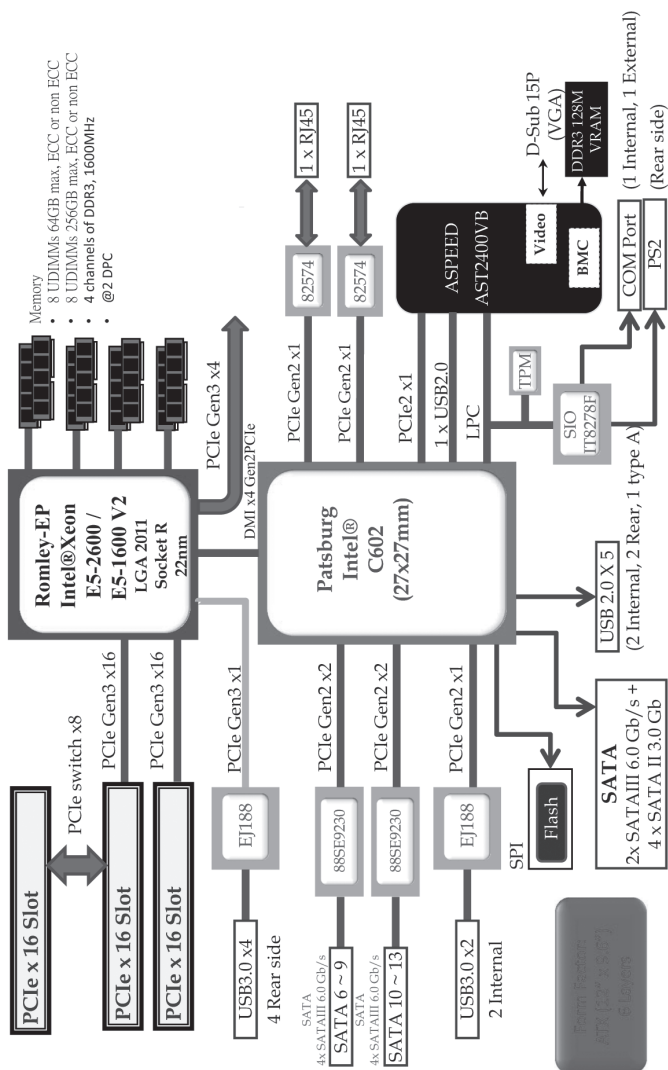 Memory
• 8 UDIMMs 64GB max, ECC or non ECC
• 8 UDIMMs 256GB max, ECC or non ECC
• 4 channels of DDR3, 1600MHz
• @2 DPC
Romley-EP
Intel®Xeon
E5-2600 /
E5-1600 V2
LGA 2011
Socket R
22nm
PCIe x 16 Slot
PCIe switch x8
PCIe x 16 Slot
PCIe Gen3 x16
PCIe x 16 Slot
PCIe Gen3 x16
PCIe Gen3 x4
DMI x4 Gen2PCIe
USB3.0 x4
4 Rear side
EJ188
PCIe Gen3 x1
SATA
4x SATAIII 6.0 Gb/s
SATA 6 ~ 9
88SE9230
PCIe Gen2 x2
SATA
4x SATAIII 6.0 Gb/s
SATA 10 ~ 13
88SE9230
PCIe Gen2 x2
USB3.0 x2
2 Internal
EJ188
PCIe Gen2 x1
Patsburg
Intel®
C602
(27x27mm)
PCIe Gen2 x1
82574
1 x RJ45
PCIe Gen2 x1
82574
1 x RJ45
PCIe2 x1
1 x USB2.0
LPC
ASPEED
AST2400VB
Video
BMC
D-Sub 15P
(VGA)
DDR3 128M
VRAM
TPM
SiO
IT8278F
COM Port
(1 Internal, 1 External)
PS2
(Rear side)
SPI
Flash
SATA
2x SATAIII 6.0 Gb/s +
4 x SATA II 3.0 Gb
USB 2.0 X 5
(2 Internal, 2 Rear, 1 type A)
ATX (12" x 9.6")
6 Layers